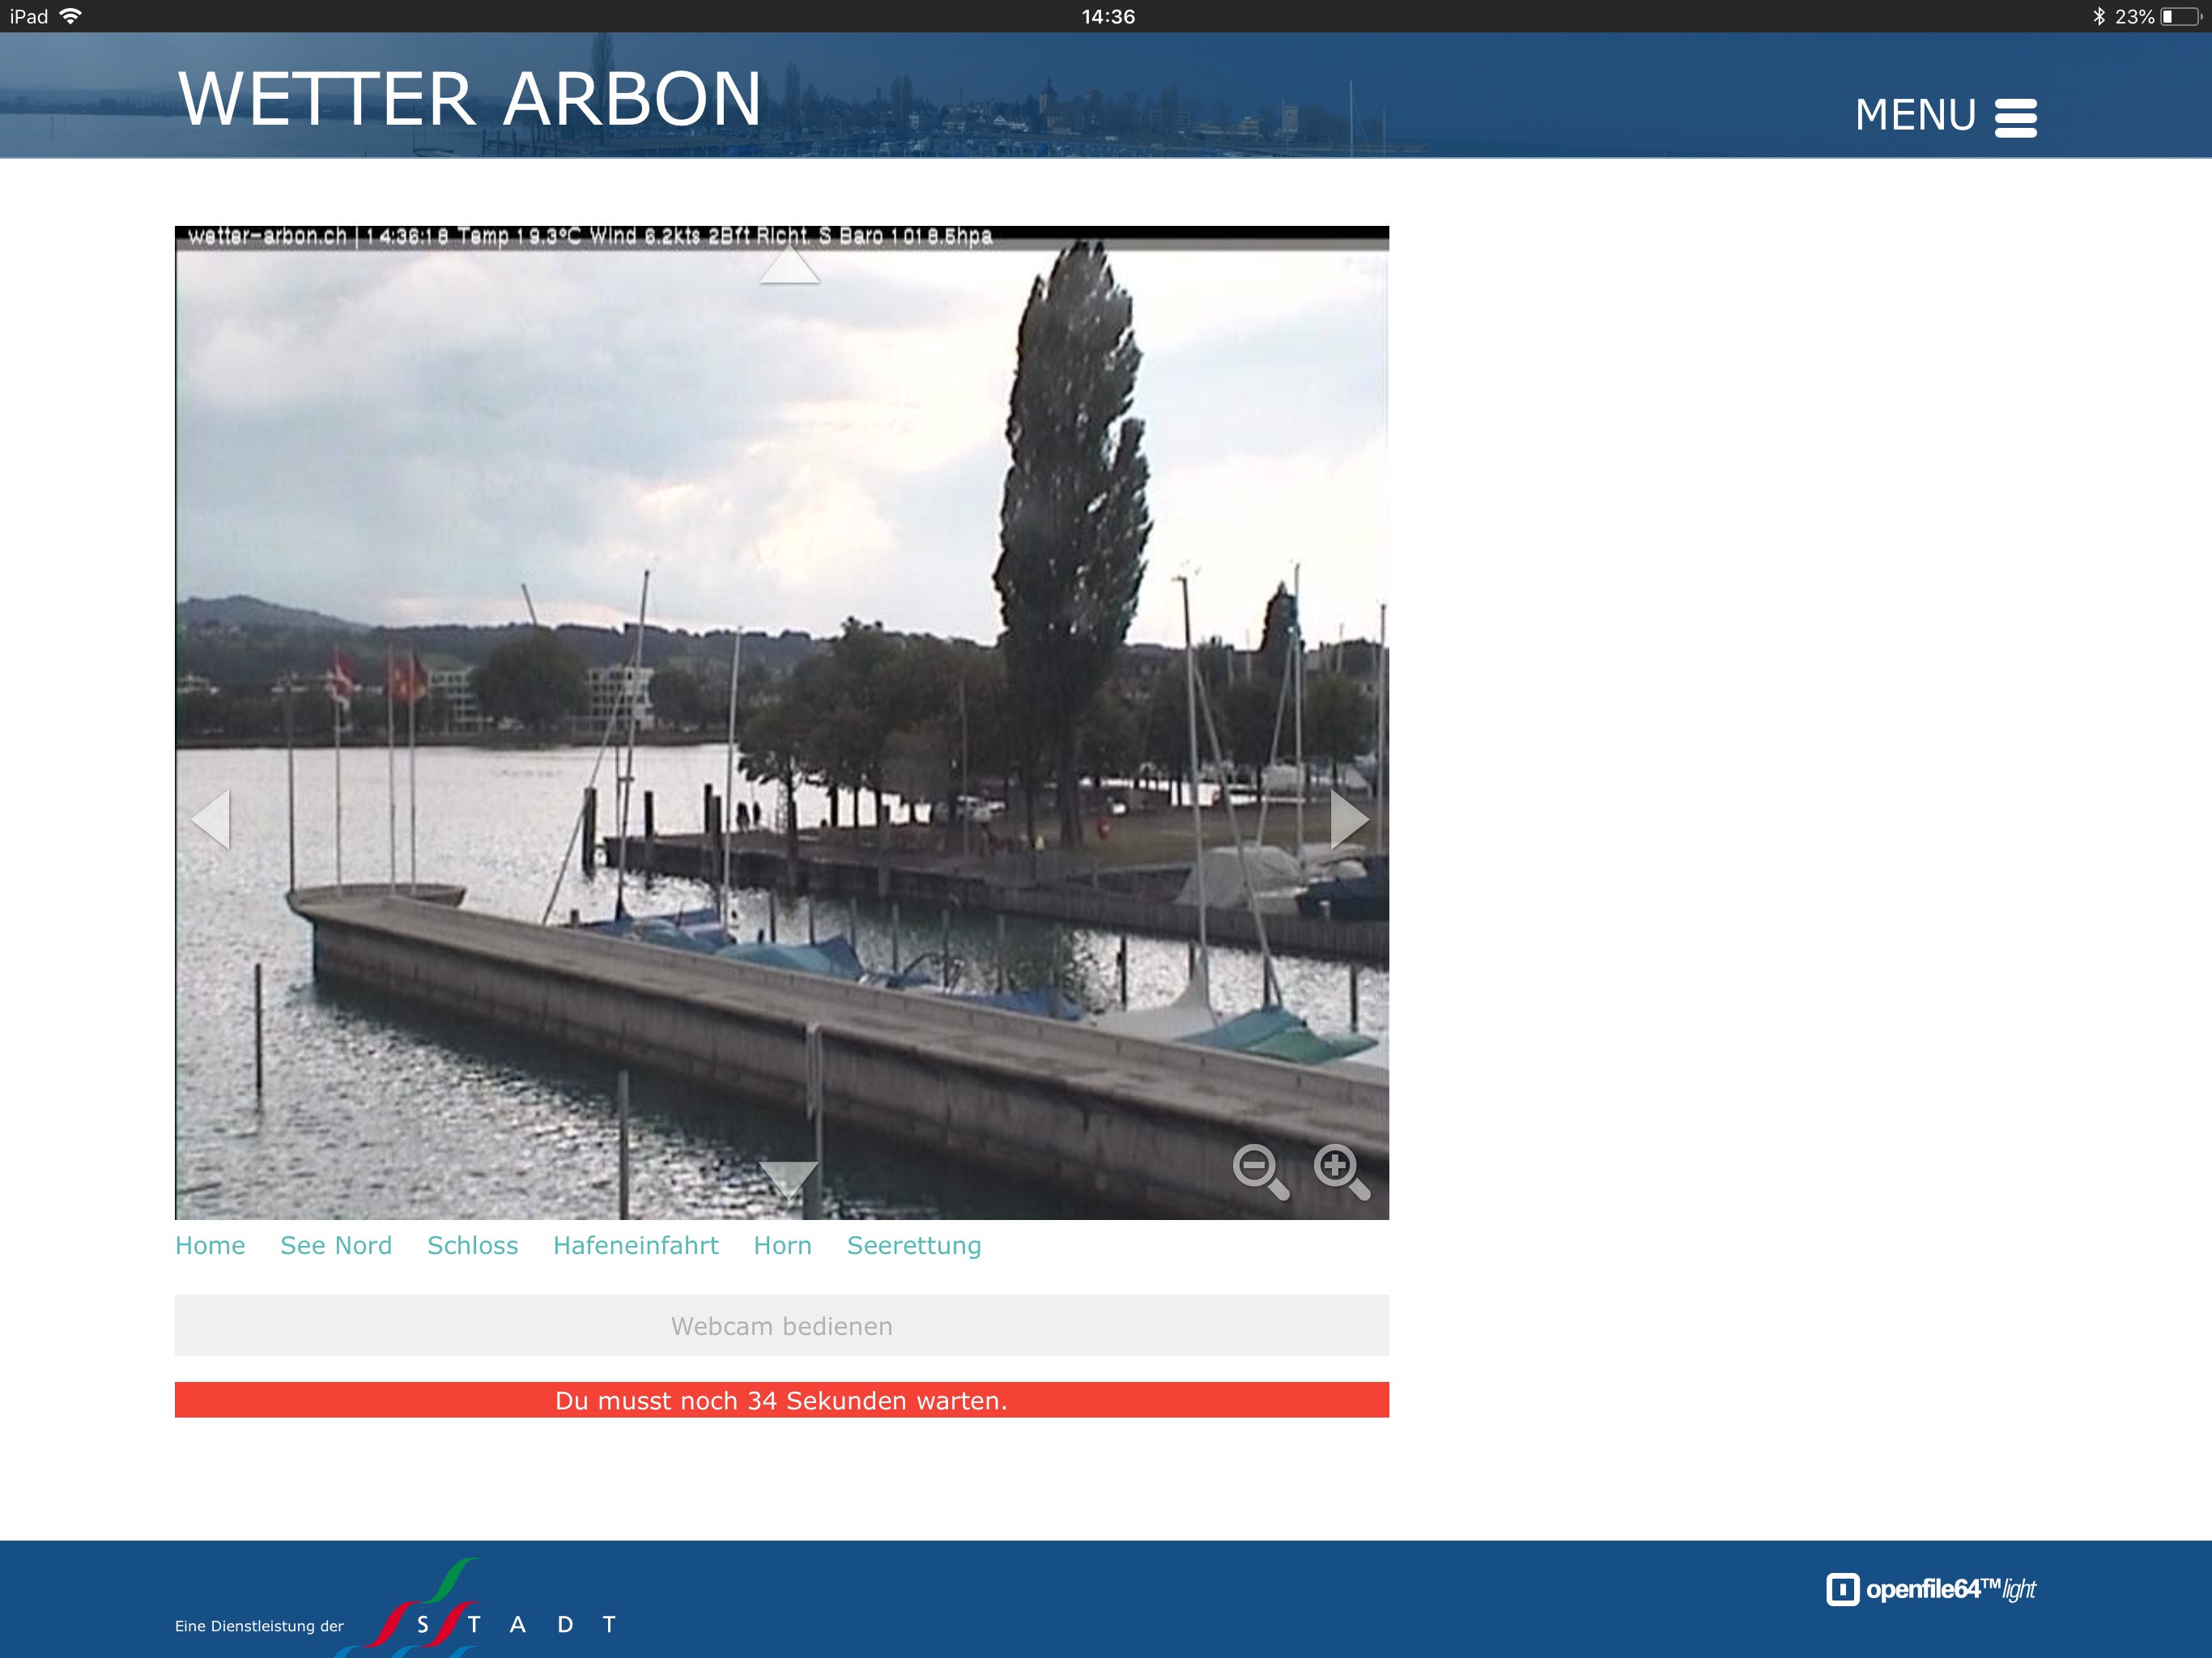 iPad 14:36 23%
WETTER ARBON
MENU
wetter-arbon.ch | 14:36:18 Temp 19.3°C Wind 6.2kts 2Bft Richt. S Baro 1018.5hpa
Home See Nord Schloss Hafeneinfahrt Horn Seerettung
Webcam bedienen
Du musst noch 34 Sekunden warten.
openfile64™light
Eine Dienstleistung der STADT